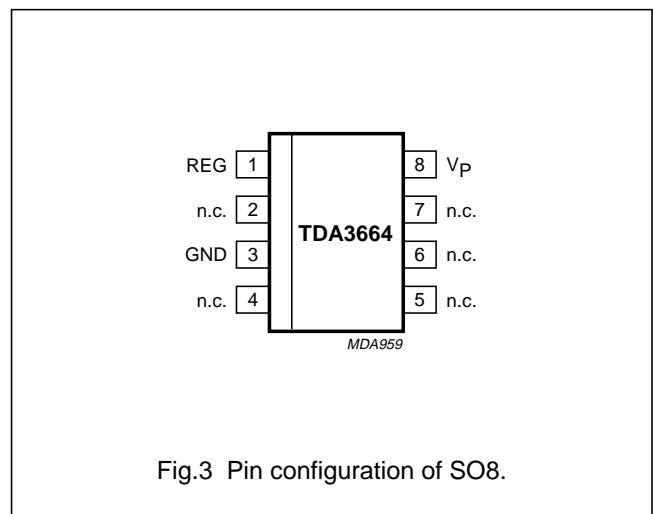 REG 1 8 VP
n.c. 2 7 n.c.
TDA3664
GND 3 6 n.c.
n.c. 4 5 n.c.
MDA959
Fig.3 Pin configuration of SO8.